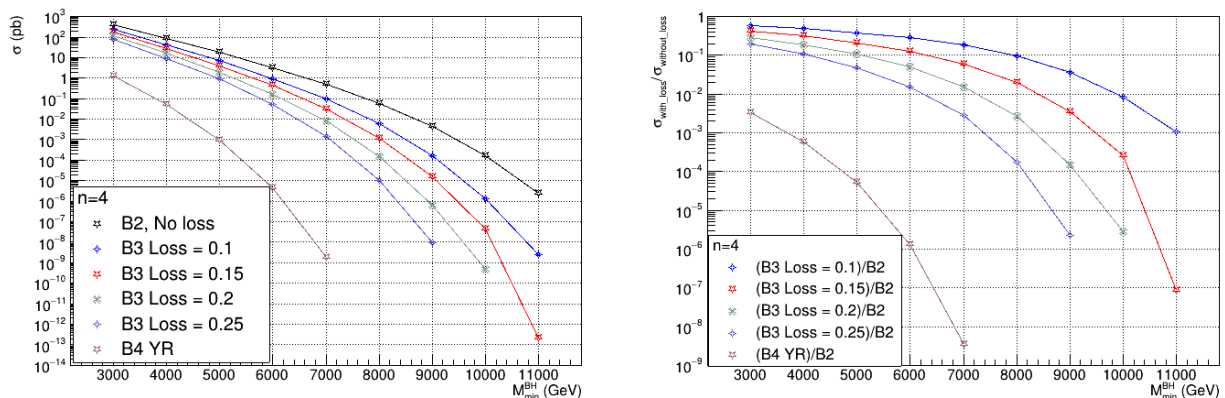 σ (pb)
10³
10²
10
1
10⁻¹
10⁻²
10⁻³
10⁻⁴
10⁻⁵
10⁻⁶
10⁻⁷
10⁻⁸
10⁻⁹
10⁻¹⁰
10⁻¹¹
10⁻¹²
10⁻¹³
10⁻¹⁴
n=4
B2, No loss
B3 Loss = 0.1
B3 Loss = 0.15
B3 Loss = 0.2
B3 Loss = 0.25
B4 YR
3000 4000 5000 6000 7000 8000 9000 10000 11000
M_min^BH (GeV)
σ_with_loss/σ_without_loss
1
10⁻¹
10⁻²
10⁻³
10⁻⁴
10⁻⁵
10⁻⁶
10⁻⁷
10⁻⁸
10⁻⁹
n=4
(B3 Loss = 0.1)/B2
(B3 Loss = 0.15)/B2
(B3 Loss = 0.2)/B2
(B3 Loss = 0.25)/B2
(B4 YR)/B2
3000 4000 5000 6000 7000 8000 9000 10000 11000
M_min^BH (GeV)